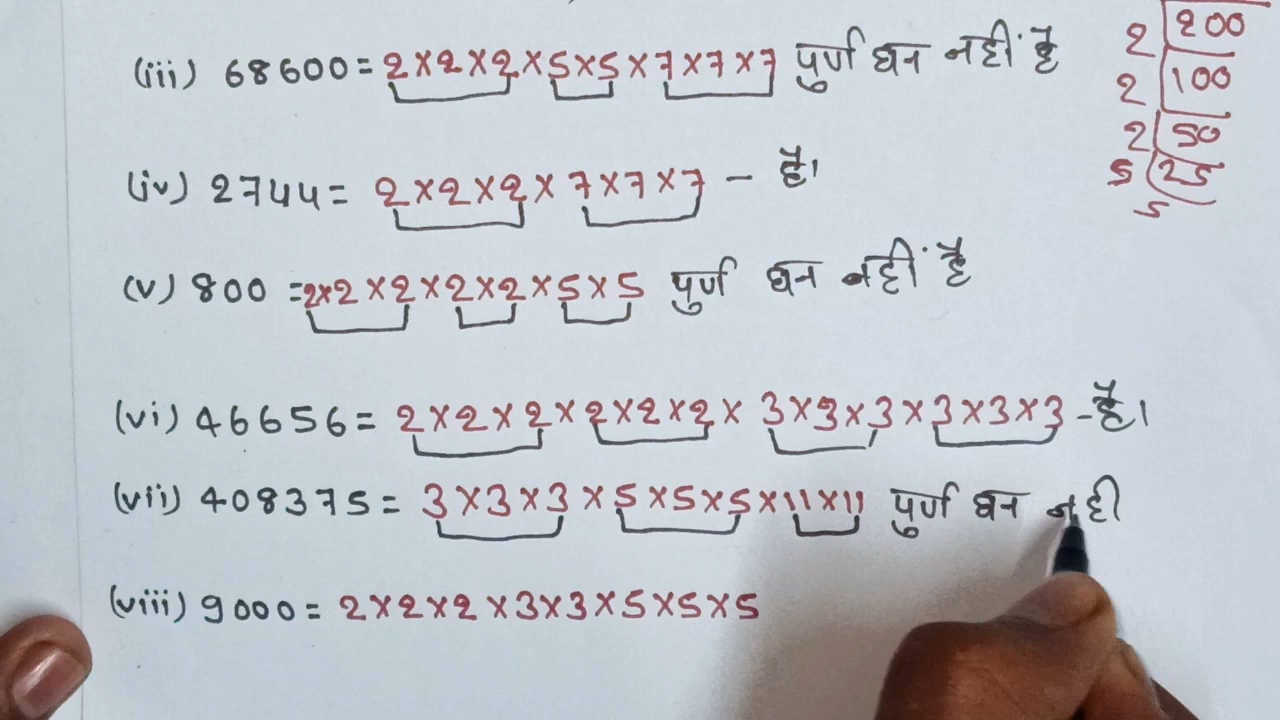 (iii) 68600 = 2×2×2×5×5×7×7×7 पुर्ण घन नहीं है
(iv) 2744 = 2×2×2×7×7×7 – है।
(v) 800 = 2×2×2×2×2×5×5 पुर्ण घन नहीं है
(vi) 46656 = 2×2×2×2×2×2×3×3×3×3×3×3 – है।
(vii) 408375 = 3×3×3×5×5×5×11×11 पुर्ण घन नही
(viii) 9000 = 2×2×2×3×3×5×5×5
2 200
2 100
2 50
5 25
5